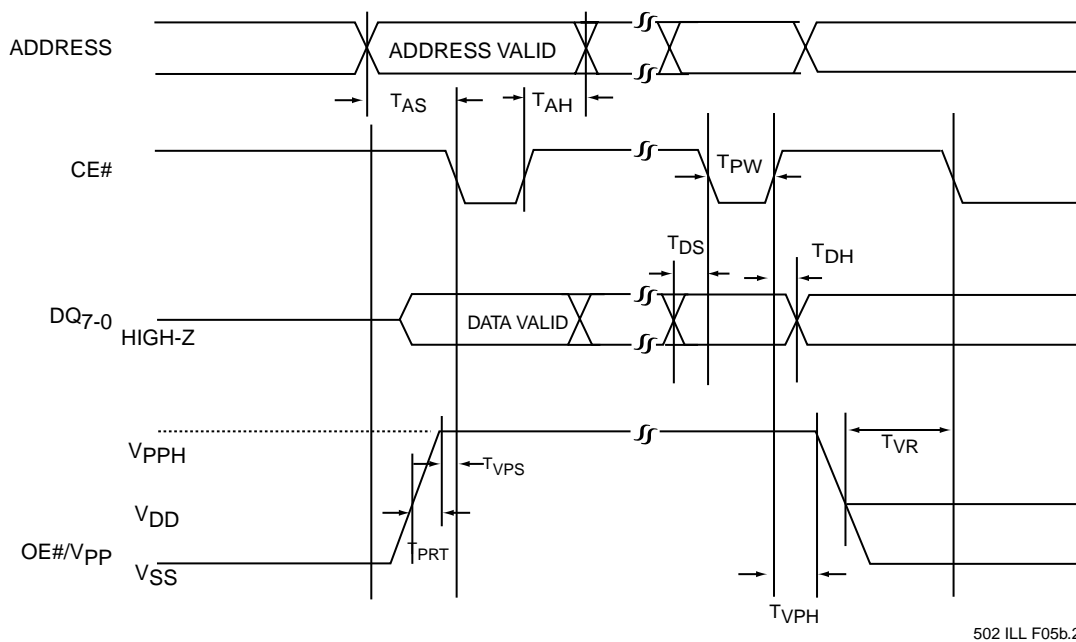 ADDRESS
ADDRESS VALID
TAS
TAH
CE#
TPW
TDS
TDH
DQ7-0
HIGH-Z
DATA VALID
VPPH
TVPS
TVR
VDD
TPRT
OE#/VPP
VSS
TVPH
502 ILL F05b.2